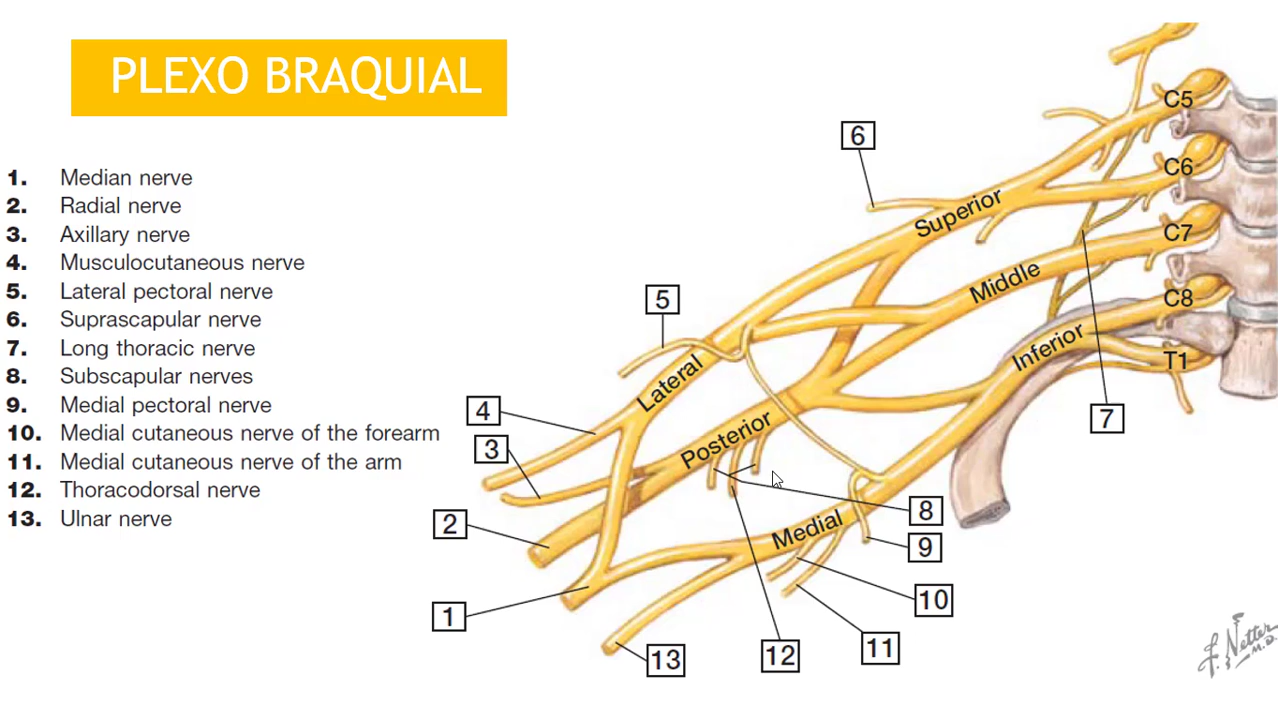 PLEXO BRAQUIAL
1. Median nerve
2. Radial nerve
3. Axillary nerve
4. Musculocutaneous nerve
5. Lateral pectoral nerve
6. Suprascapular nerve
7. Long thoracic nerve
8. Subscapular nerves
9. Medial pectoral nerve
10. Medial cutaneous nerve of the forearm
11. Medial cutaneous nerve of the arm
12. Thoracodorsal nerve
13. Ulnar nerve
C5
6
C6
Superior
C7
Middle
5
C8
Inferior
T1
Lateral
4
7
3
Posterior
8
2
Medial
9
10
1
11
12
13
F. Netter
M.D.